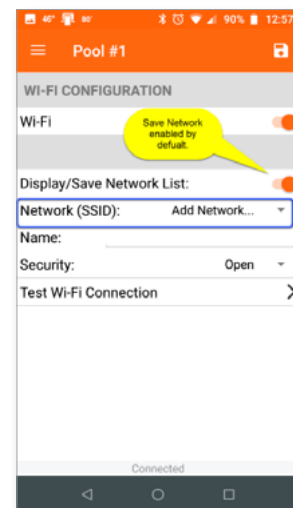 46° 80° 90% 12:57
Pool #1
WI-FI CONFIGURATION
Wi-Fi
Save Network
enabled by
defualt.
Display/Save Network List:
Network (SSID): Add Network...
Name:
Security: Open
Test Wi-Fi Connection
Connected